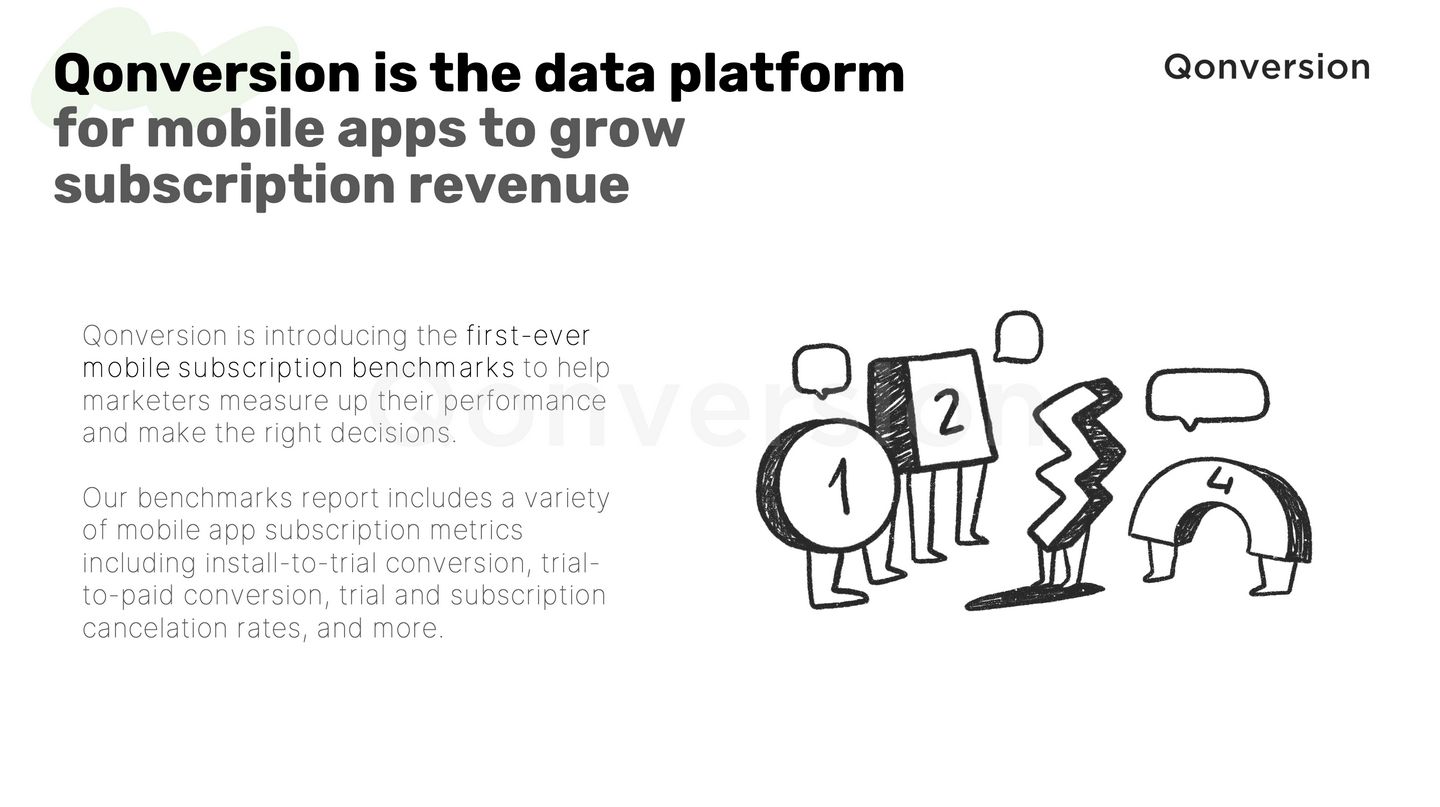 Qonversion is the data platform
for mobile apps to grow
subscription revenue
Qonversion
Qonversion is introducing the first-ever
mobile subscription benchmarks to help
marketers measure up their performance
and make the right decisions.
Our benchmarks report includes a variety
of mobile app subscription metrics
including install-to-trial conversion, trial-
to-paid conversion, trial and subscription
cancelation rates, and more.
Qonversion
1
2
4